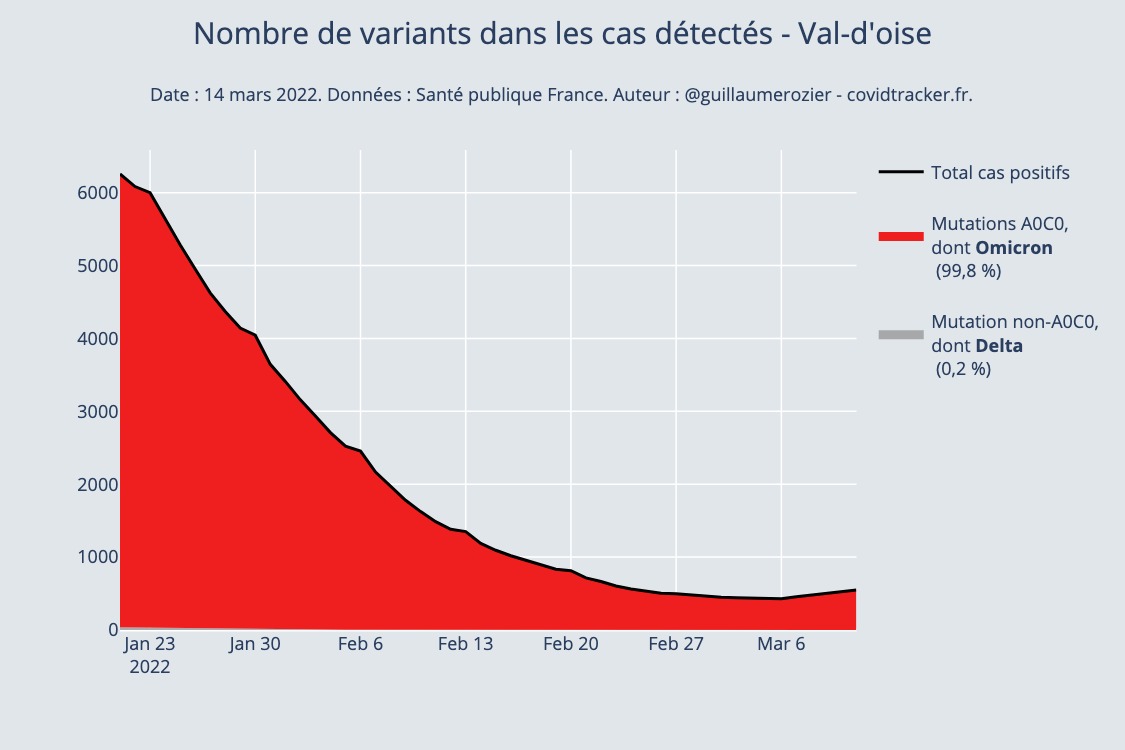 Nombre de variants dans les cas détectés - Val-d'oise
Date : 14 mars 2022. Données : Santé publique France. Auteur : @guillaumerozier - covidtracker.fr.
Total cas positifs
Mutations A0C0,
dont Omicron
(99,8 %)
Mutation non-A0C0,
dont Delta
(0,2 %)
6000
5000
4000
3000
2000
1000
0
Jan 23 Jan 30 Feb 6 Feb 13 Feb 20 Feb 27 Mar 6
2022